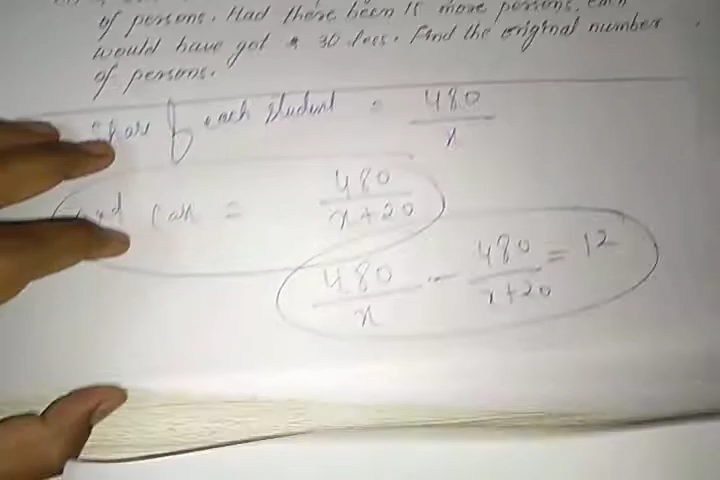 of persons. Had there been 15 more persons, each
would have got ₹ 30 less. Find the original number
of persons.
Share of each student = 480/x
case = 480/x+20
480/x - 480/x+20 = 12